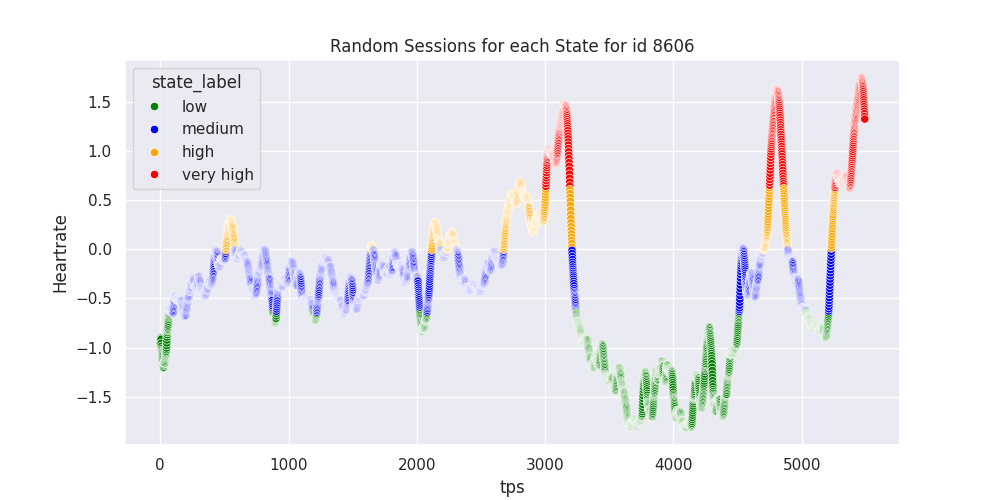 Random Sessions for each State for id 8606
state_label
low
medium
high
very high
Heartrate
1.5
1.0
0.5
0.0
−0.5
−1.0
−1.5
0 1000 2000 3000 4000 5000
tps